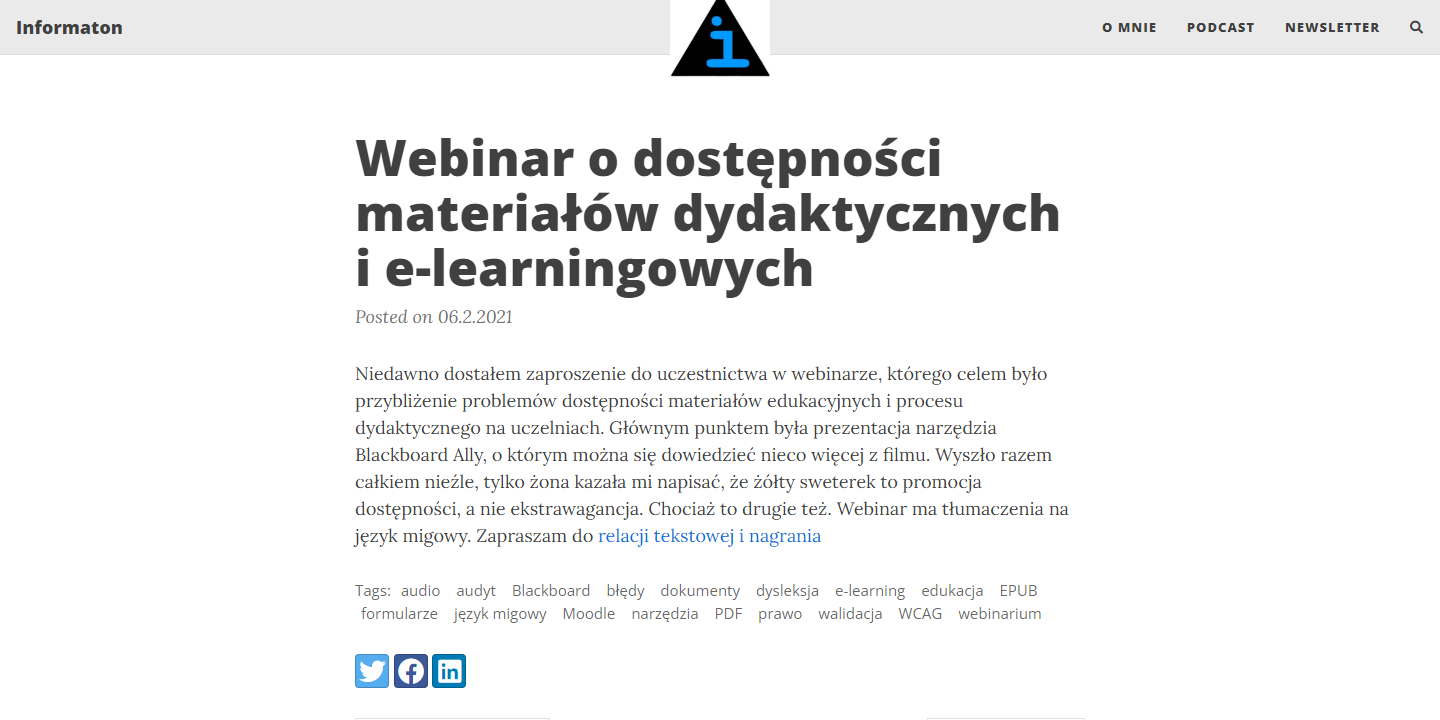 Informaton
i
O MNIE
PODCAST
NEWSLETTER
Webinar o dostępności
materiałów dydaktycznych
i e-learningowych
Posted on 06.2.2021
Niedawno dostałem zaproszenie do uczestnictwa w webinarze, którego celem było
przybliżenie problemów dostępności materiałów edukacyjnych i procesu
dydaktycznego na uczelniach. Głównym punktem była prezentacja narzędzia
Blackboard Ally, o którym można się dowiedzieć nieco więcej z filmu. Wyszło razem
całkiem nieźle, tylko żona kazała mi napisać, że żółty sweterek to promocja
dostępności, a nie ekstrawagancja. Chociaż to drugie też. Webinar ma tłumaczenia na
język migowy. Zapraszam do relacji tekstowej i nagrania
Tags: audio audyt Blackboard błędy dokumenty dysleksja e-learning edukacja EPUB
formularze język migowy Moodle narzędzia PDF prawo walidacja WCAG webinarium